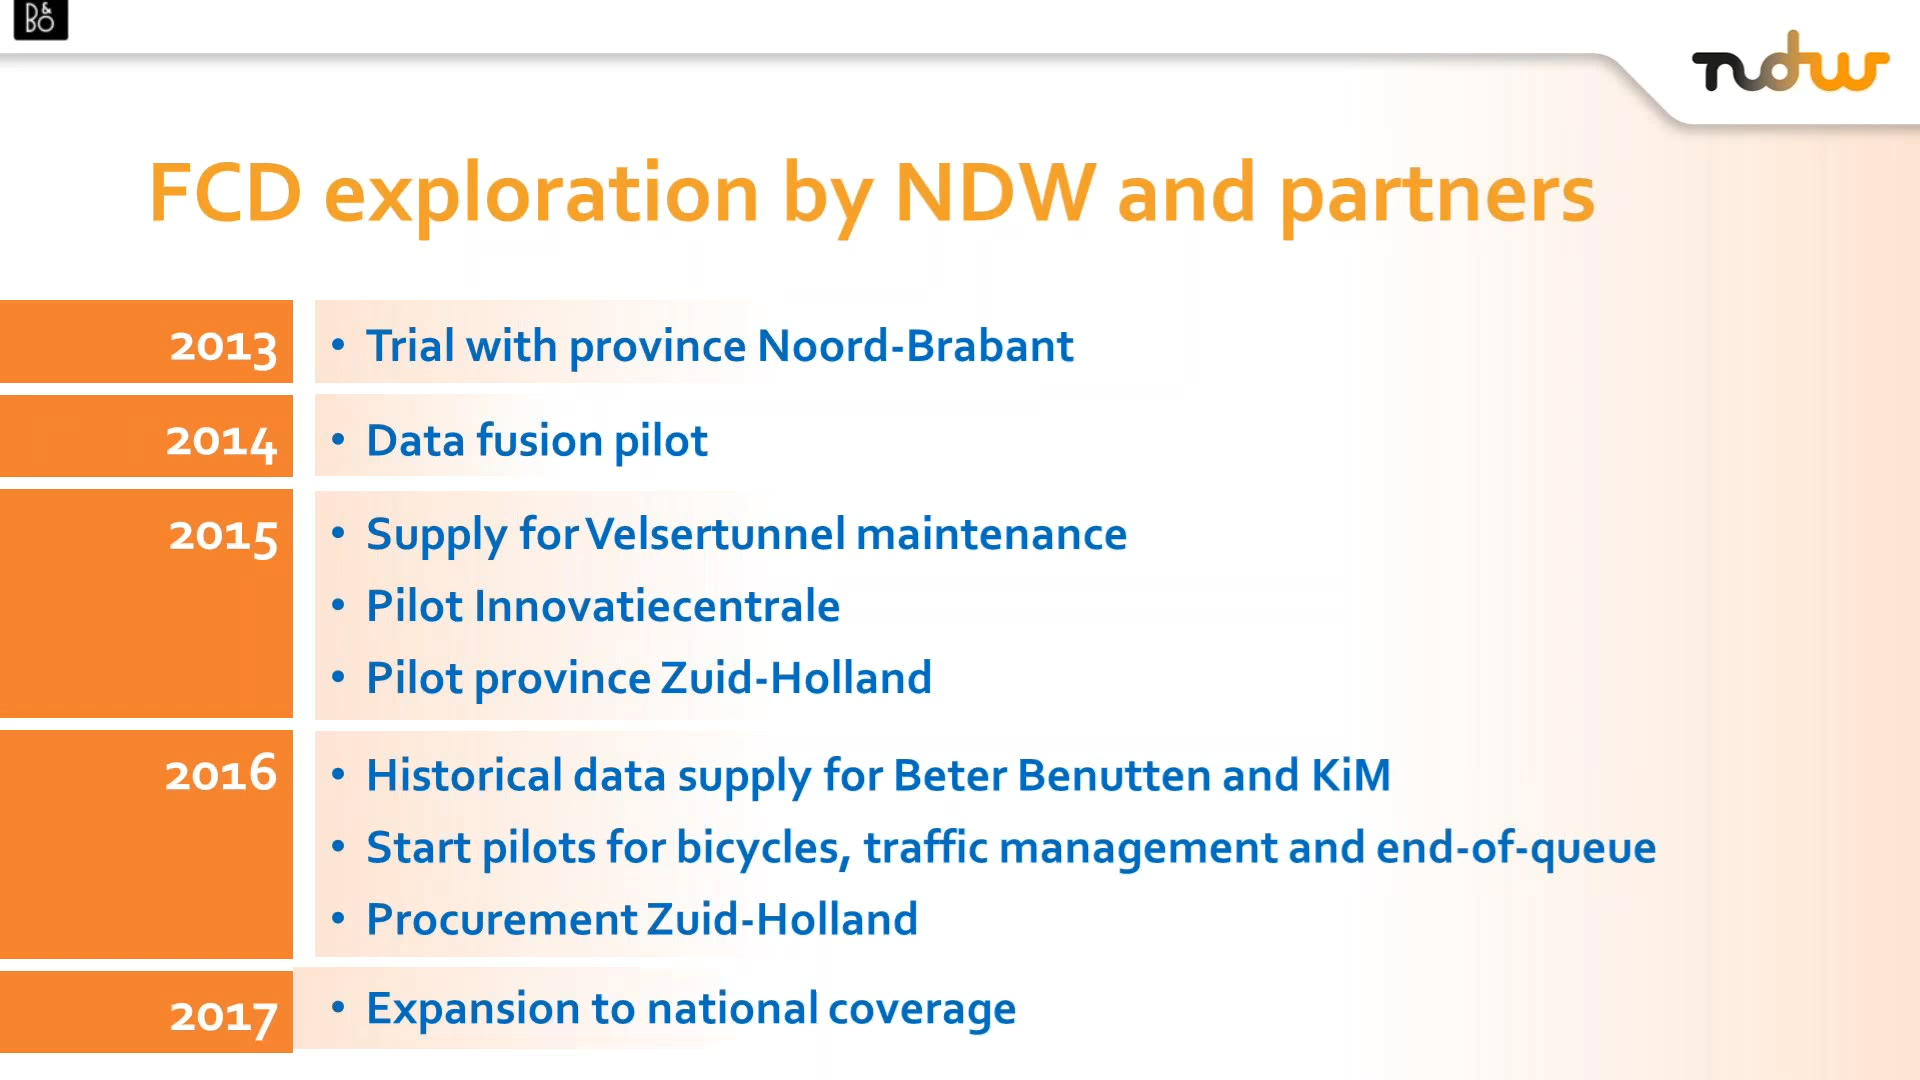 B&O
ndw
FCD exploration by NDW and partners
2013
• Trial with province Noord-Brabant
2014
• Data fusion pilot
2015
• Supply for Velsertunnel maintenance
• Pilot Innovatiecentrale
• Pilot province Zuid-Holland
2016
• Historical data supply for Beter Benutten and KiM
• Start pilots for bicycles, traffic management and end-of-queue
• Procurement Zuid-Holland
2017
• Expansion to national coverage